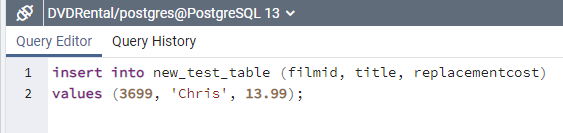 DVDRental/postgres@PostgreSQL 13
Query Editor Query History
1 insert into new_test_table (filmid, title, replacementcost)
2 values (3699, 'Chris', 13.99);